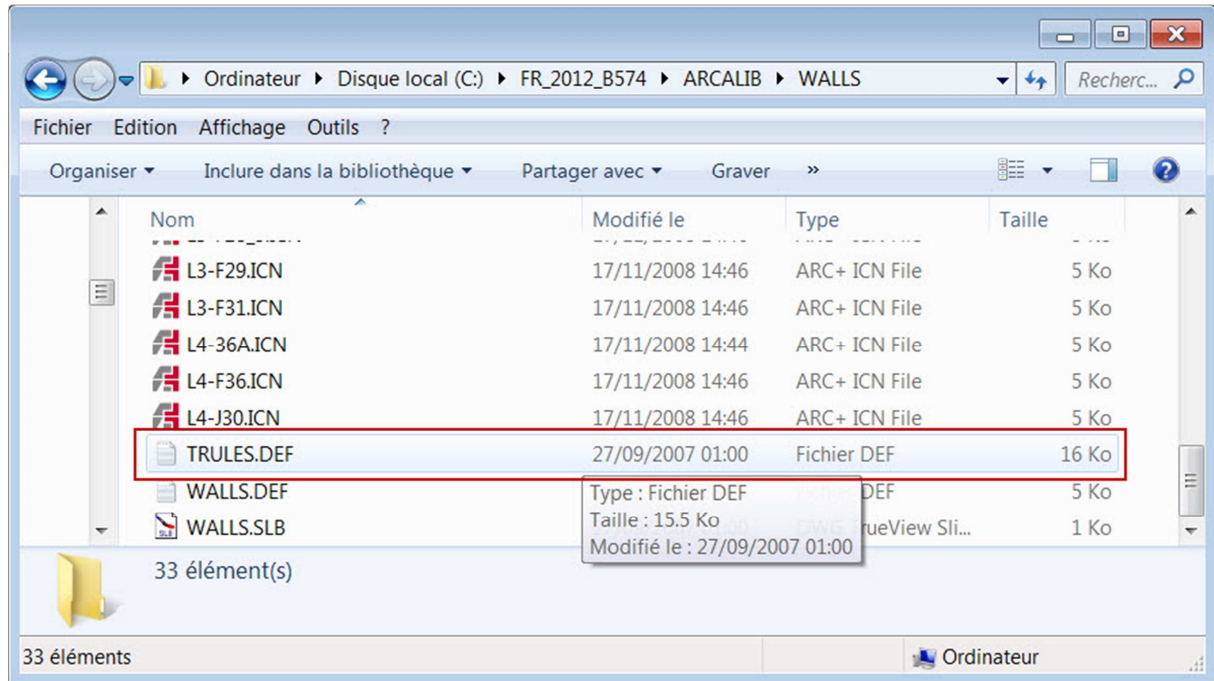 Ordinateur Disque local (C:) FR_2012_B574 ARCALIB WALLS Recherc...
Fichier Edition Affichage Outils ?
Organiser Inclure dans la bibliothèque Partager avec Graver »
Nom Modifié le Type Taille
L3-F29.ICN 17/11/2008 14:46 ARC+ ICN File 5 Ko
L3-F31.ICN 17/11/2008 14:46 ARC+ ICN File 5 Ko
L4-36A.ICN 17/11/2008 14:44 ARC+ ICN File 5 Ko
L4-F36.ICN 17/11/2008 14:46 ARC+ ICN File 5 Ko
L4-J30.ICN 17/11/2008 14:46 ARC+ ICN File 5 Ko
TRULES.DEF 27/09/2007 01:00 Fichier DEF 16 Ko
WALLS.DEF DEF 5 Ko
WALLS.SLB TrueView Sli... 1 Ko
Type : Fichier DEF
Taille : 15.5 Ko
Modifié le : 27/09/2007 01:00
33 élément(s)
33 éléments Ordinateur